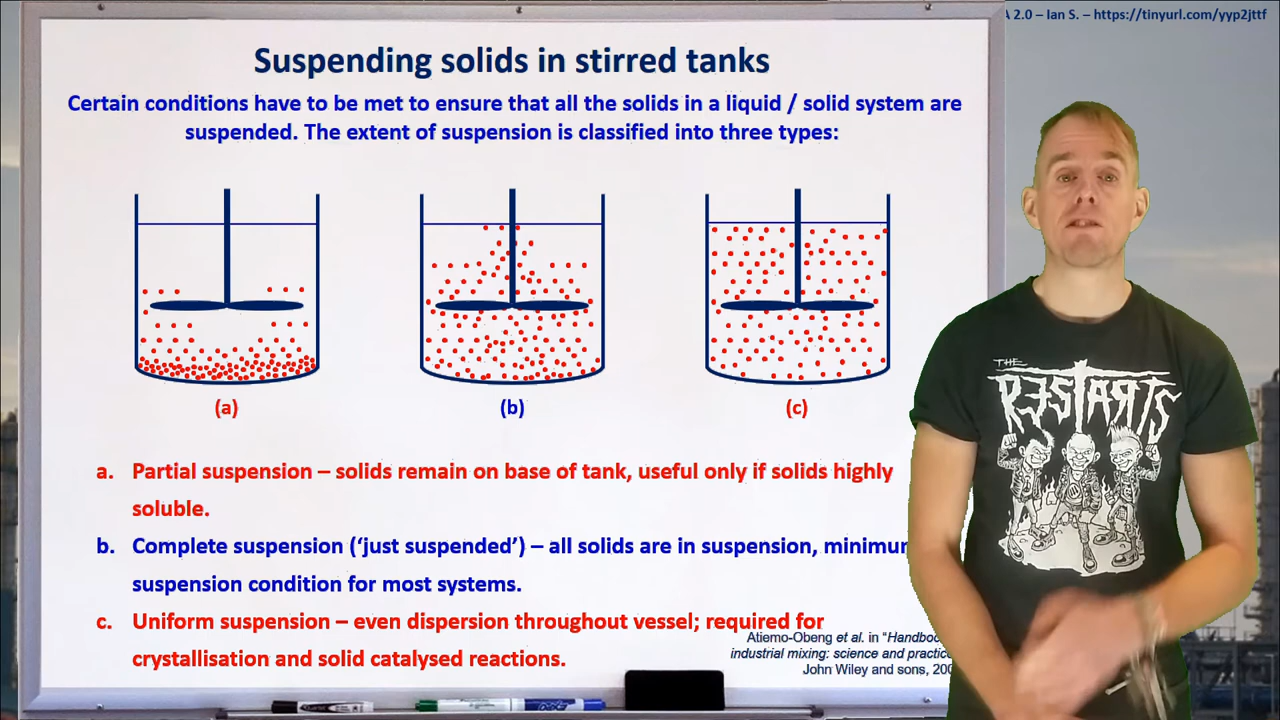 A 2.0 – Ian S. – https://tinyurl.com/yyp2jttf
Suspending solids in stirred tanks
Certain conditions have to be met to ensure that all the solids in a liquid / solid system are
suspended. The extent of suspension is classified into three types:
(a) (b) (c)
a. Partial suspension – solids remain on base of tank, useful only if solids highly
soluble.
b. Complete suspension (‘just suspended’) – all solids are in suspension, minimum
suspension condition for most systems.
c. Uniform suspension – even dispersion throughout vessel; required for
crystallisation and solid catalysed reactions.
Atiemo-Obeng et al. in “Handboo
industrial mixing: science and practice
John Wiley and sons, 200
THE
RESTARTS